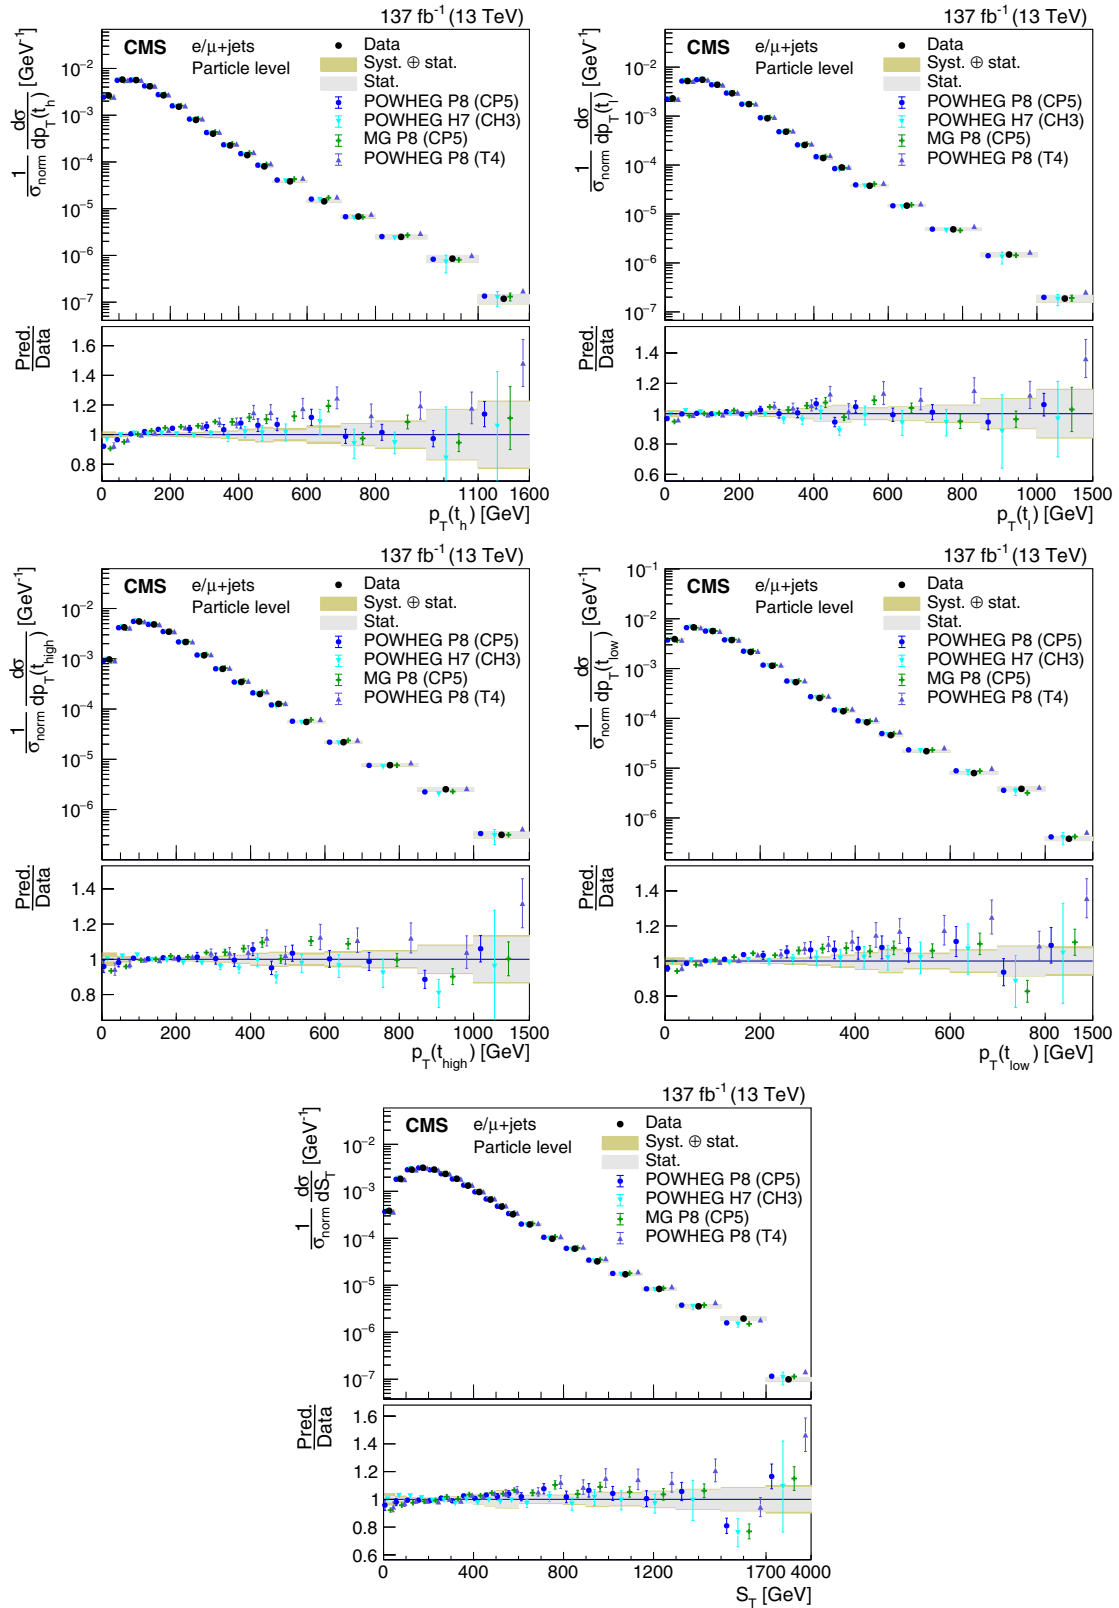 137 fb⁻¹ (13 TeV)
CMS e/μ+jets
Particle level
Data
Syst. ⊕ stat.
Stat.
POWHEG P8 (CP5)
POWHEG H7 (CH3)
MG P8 (CP5)
POWHEG P8 (T4)
1/σnorm dσ/dpT(th) [GeV⁻¹]
10⁻²
10⁻³
10⁻⁴
10⁻⁵
10⁻⁶
10⁻⁷
Pred./Data
1.6
1.4
1.2
1
0.8
0 200 400 600 800 1100 1600
pT(th) [GeV]
137 fb⁻¹ (13 TeV)
CMS e/μ+jets
Particle level
Data
Syst. ⊕ stat.
Stat.
POWHEG P8 (CP5)
POWHEG H7 (CH3)
MG P8 (CP5)
POWHEG P8 (T4)
1/σnorm dσ/dpT(tl) [GeV⁻¹]
10⁻²
10⁻³
10⁻⁴
10⁻⁵
10⁻⁶
10⁻⁷
Pred./Data
1.4
1.2
1
0.8
0.6
0 200 400 600 800 1000 1500
pT(tl) [GeV]
137 fb⁻¹ (13 TeV)
CMS e/μ+jets
Particle level
Data
Syst. ⊕ stat.
Stat.
POWHEG P8 (CP5)
POWHEG H7 (CH3)
MG P8 (CP5)
POWHEG P8 (T4)
1/σnorm dσ/dpT(thigh) [GeV⁻¹]
10⁻²
10⁻³
10⁻⁴
10⁻⁵
10⁻⁶
Pred./Data
1.4
1.2
1
0.8
0 200 400 600 800 1000 1500
pT(thigh) [GeV]
137 fb⁻¹ (13 TeV)
CMS e/μ+jets
Particle level
Data
Syst. ⊕ stat.
Stat.
POWHEG P8 (CP5)
POWHEG H7 (CH3)
MG P8 (CP5)
POWHEG P8 (T4)
1/σnorm dσ/dpT(tlow) [GeV⁻¹]
10⁻¹
10⁻²
10⁻³
10⁻⁴
10⁻⁵
10⁻⁶
Pred./Data
1.4
1.2
1
0.8
0 200 400 600 800 1500
pT(tlow) [GeV]
137 fb⁻¹ (13 TeV)
CMS e/μ+jets
Particle level
Data
Syst. ⊕ stat.
Stat.
POWHEG P8 (CP5)
POWHEG H7 (CH3)
MG P8 (CP5)
POWHEG P8 (T4)
1/σnorm dσ/dST [GeV⁻¹]
10⁻²
10⁻³
10⁻⁴
10⁻⁵
10⁻⁶
10⁻⁷
Pred./Data
1.6
1.4
1.2
1
0.8
0.6
0 400 800 1200 1700 4000
ST [GeV]